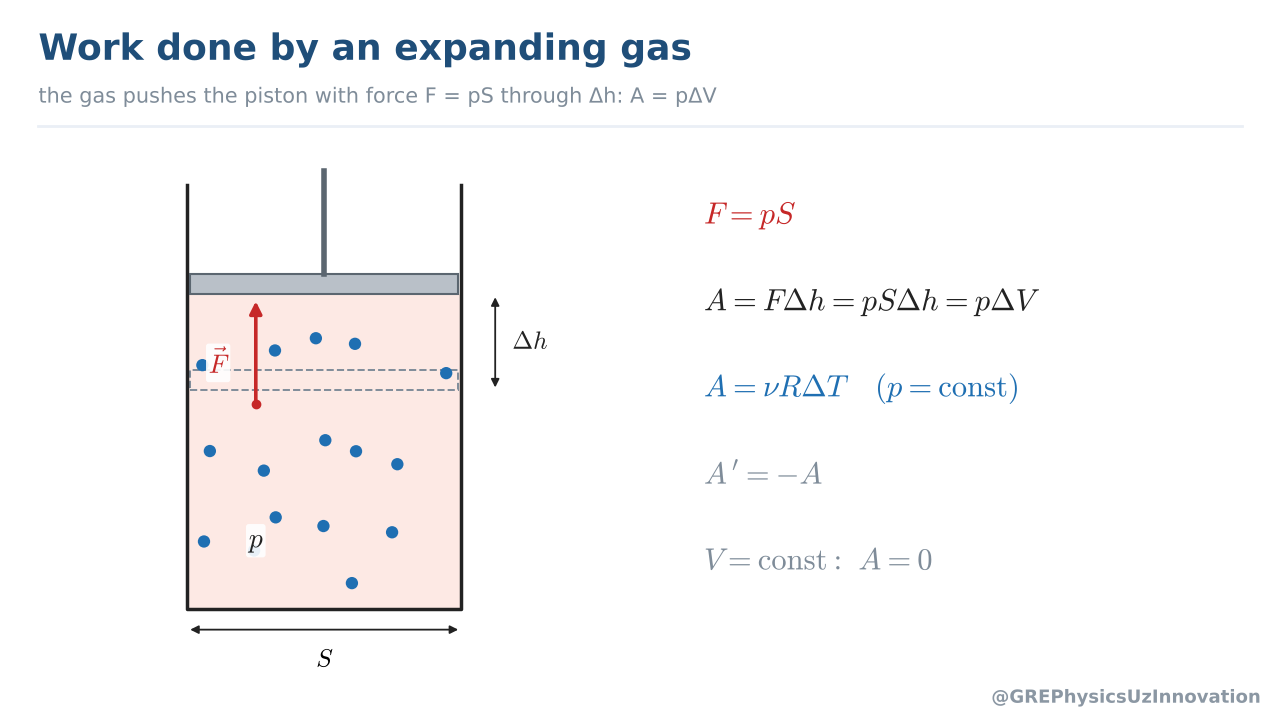 Work done by an expanding gas
the gas pushes the piston with force F = pS through Δh: A = pΔV
F = pS
A = FΔh = pSΔh = pΔV
A = νRΔT (p = const)
A′ = −A
V = const : A = 0
F⃗
Δh
p
S
@GREPhysicsUzInnovation